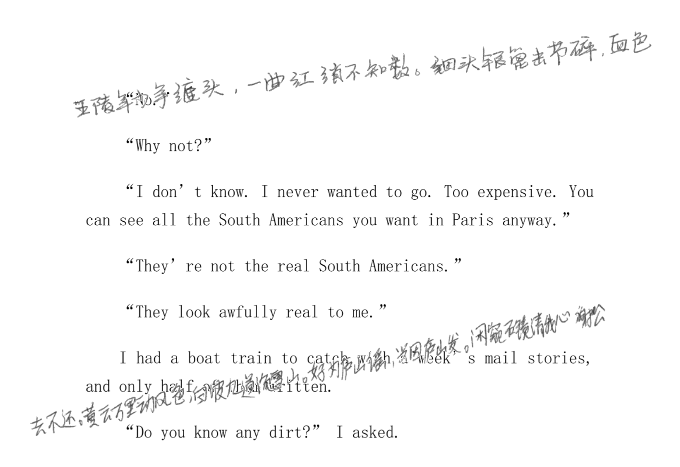 五陵年少争缠头,一曲红绡不知数。钿头银篦击节碎,血色
“No.”
“Why not?”
“I don’t know. I never wanted to go. Too expensive. You
can see all the South Americans you want in Paris anyway.”
“They’re not the real South Americans.”
“They look awfully real to me.”
I had a boat train to catch with a week’s mail stories,
and only half of them written.
去不还。黄云万里动风色,白波九道流雪山。好为庐山谣,兴因庐山发。闲窥石镜清我心,谢公
“Do you know any dirt?” I asked.